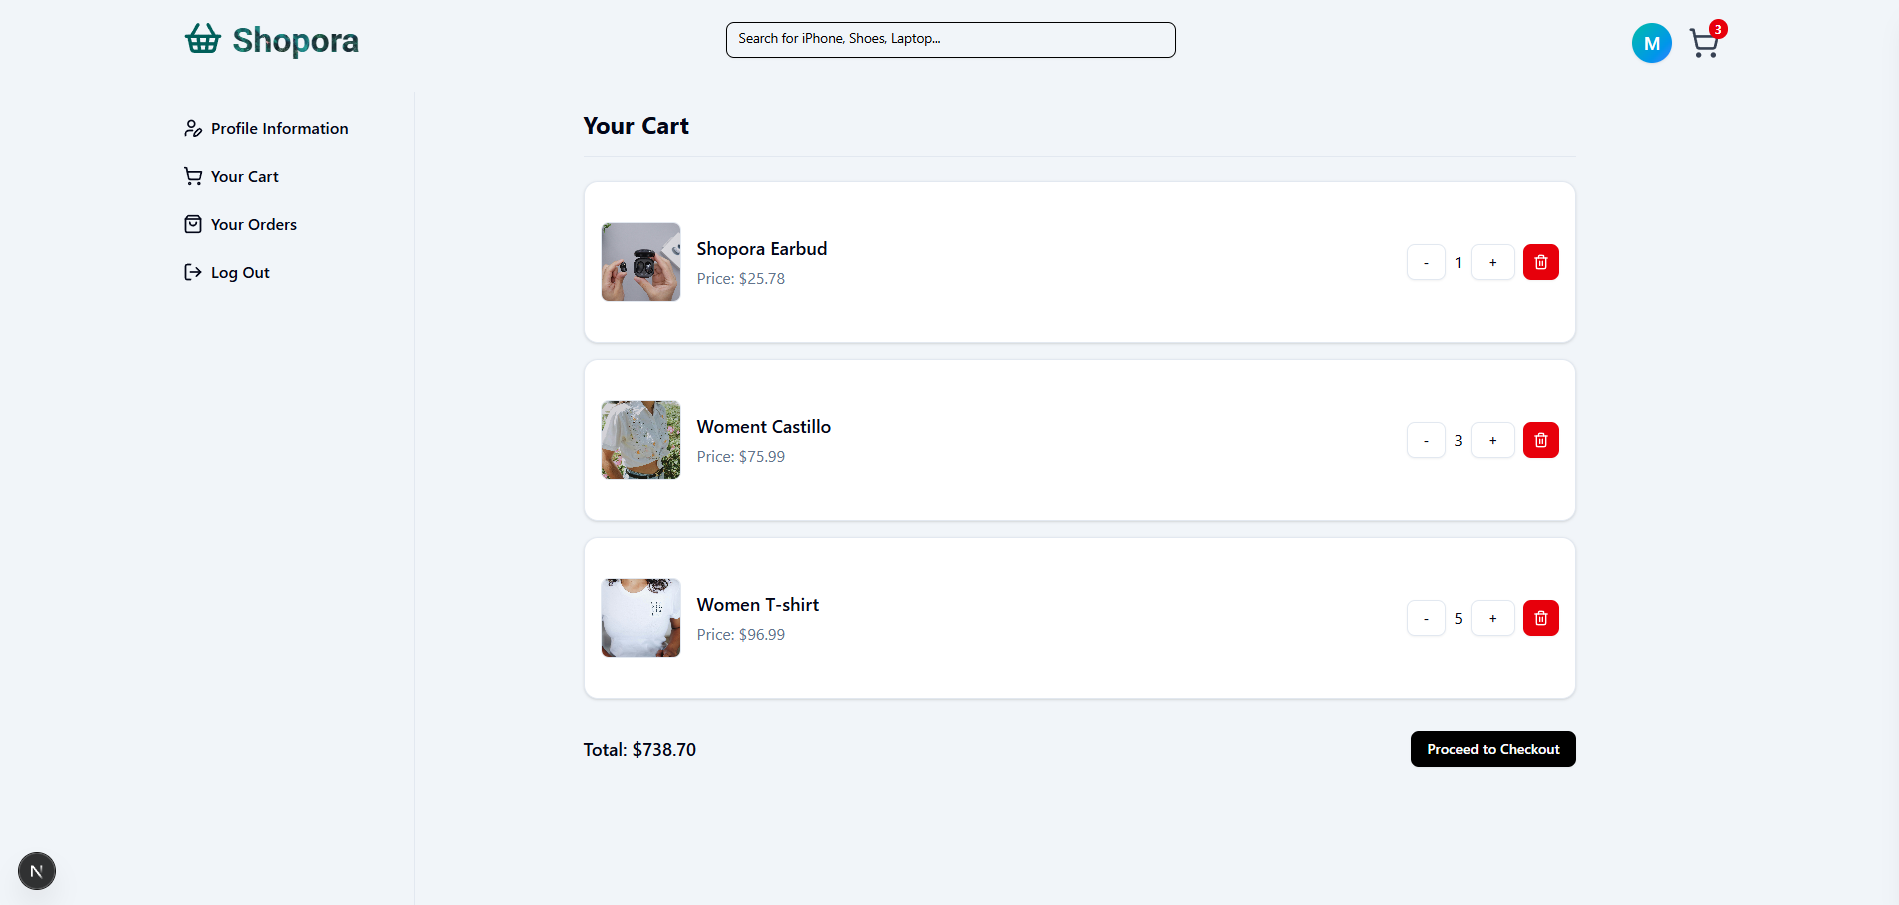 Shopora
Search for iPhone, Shoes, Laptop...
M
3
Profile Information
Your Cart
Your Orders
Log Out
Your Cart
Shopora Earbud
Price: $25.78
- 1 +
Woment Castillo
Price: $75.99
- 3 +
Women T-shirt
Price: $96.99
- 5 +
Total: $738.70
Proceed to Checkout
N